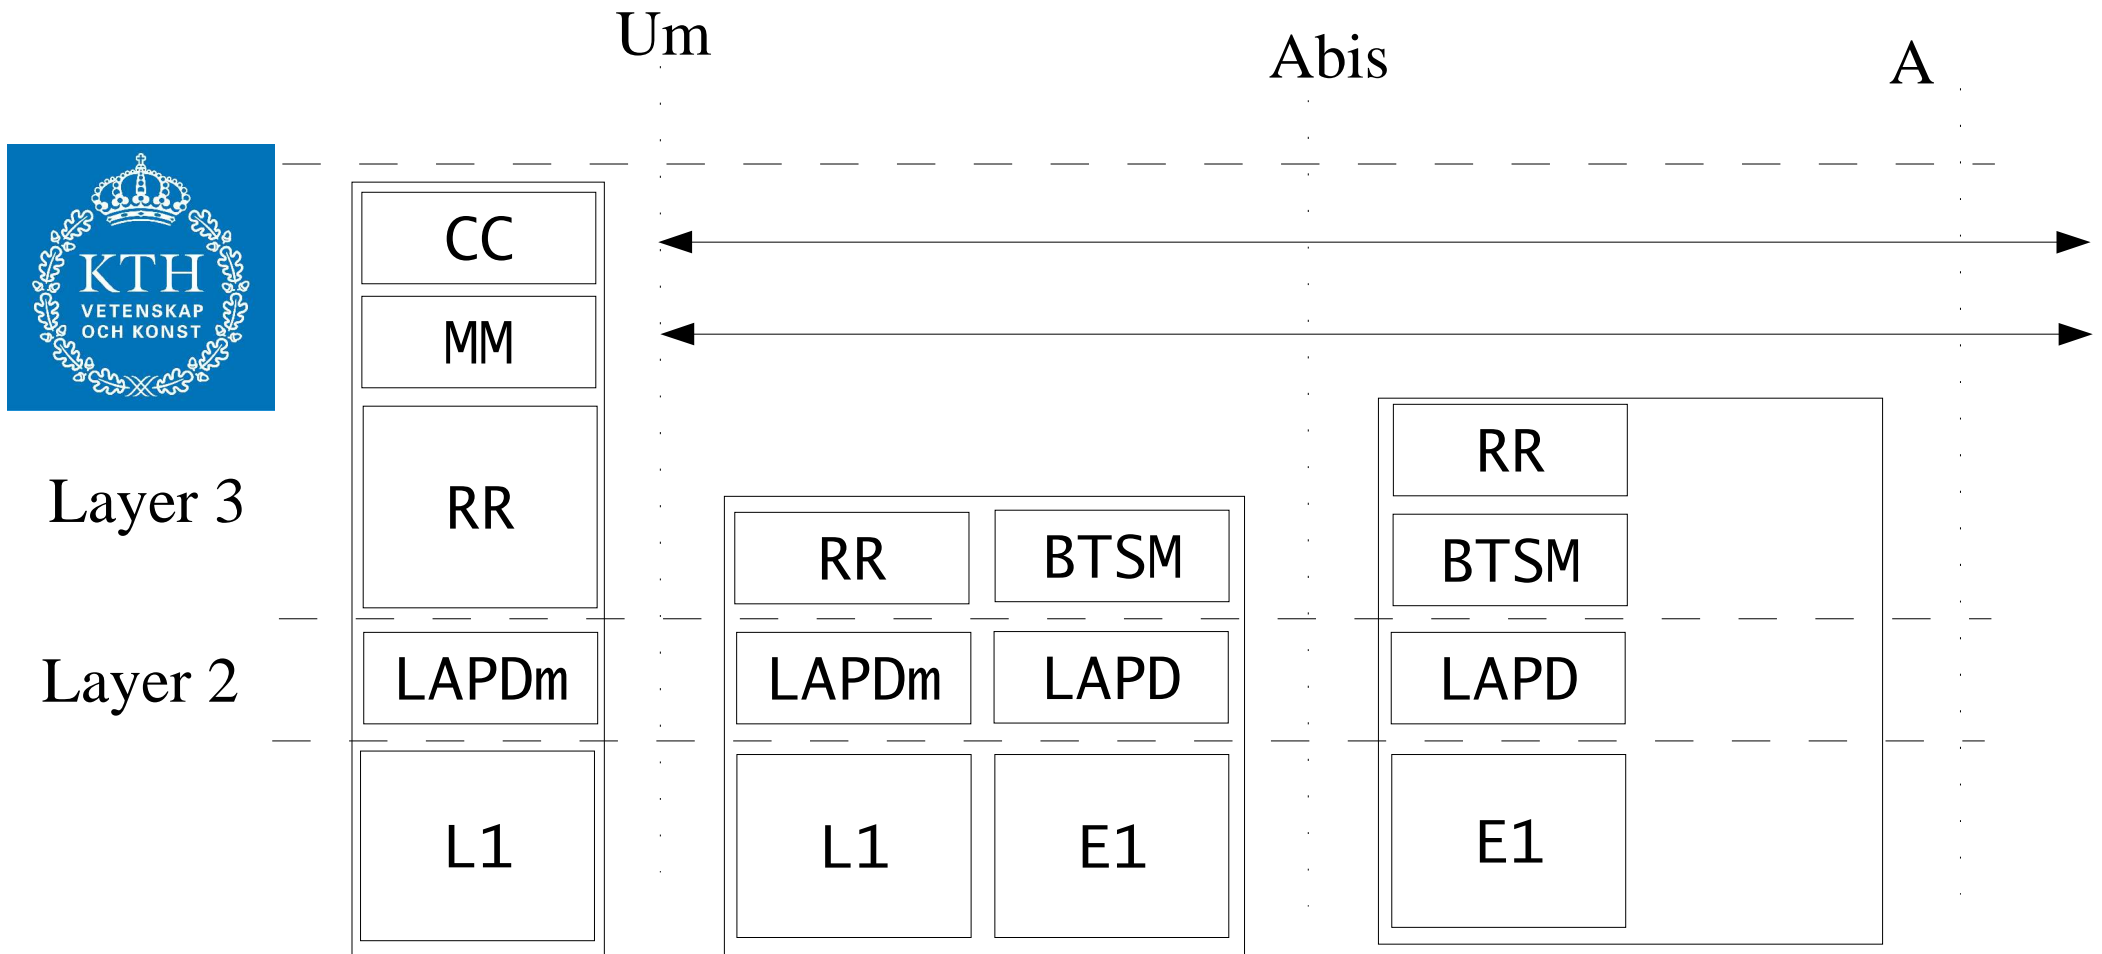 Um
Abis
A
KTH
VETENSKAP
OCH KONST
CC
MM
RR
RR
Layer 3
RR
BTSM
BTSM
Layer 2
LAPDm
LAPDm
LAPD
LAPD
L1
L1
E1
E1